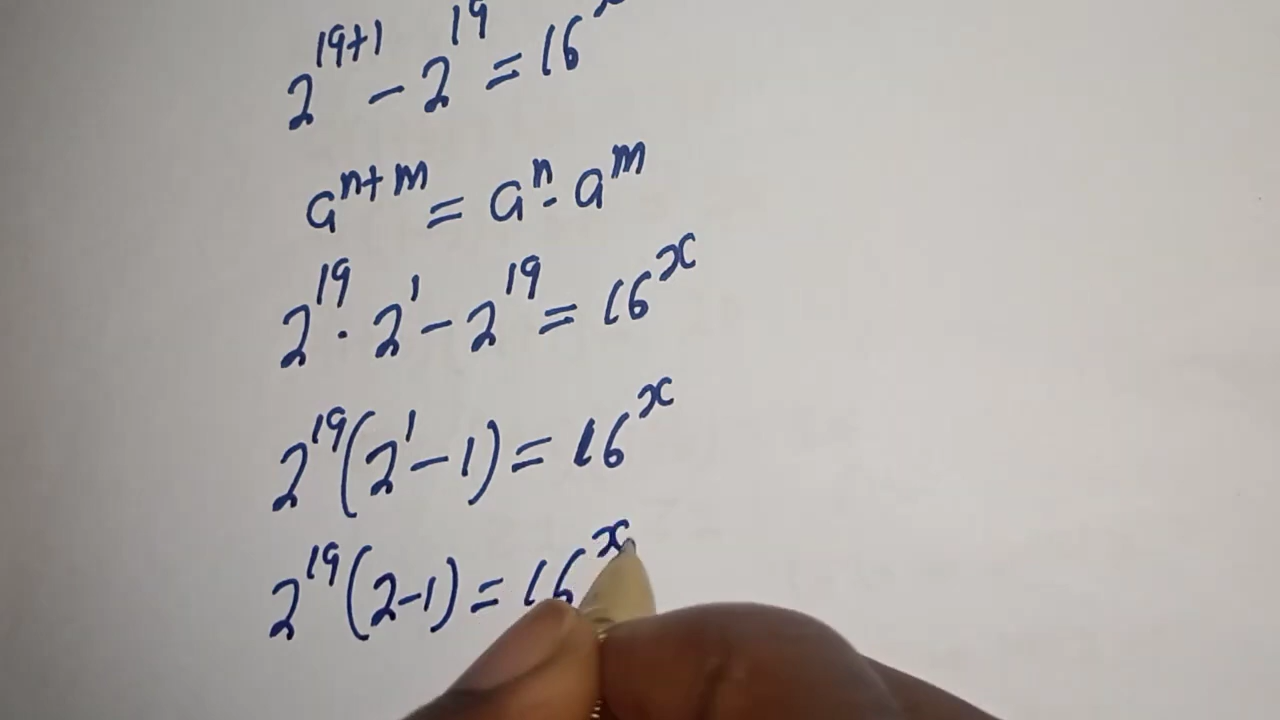 2^{19+1} - 2^{19} = 16^x
a^{n+m} = a^n · a^m
2^{19} · 2^1 - 2^{19} = 16^x
2^{19}(2^1 - 1) = 16^x
2^{19}(2-1) = 16^x